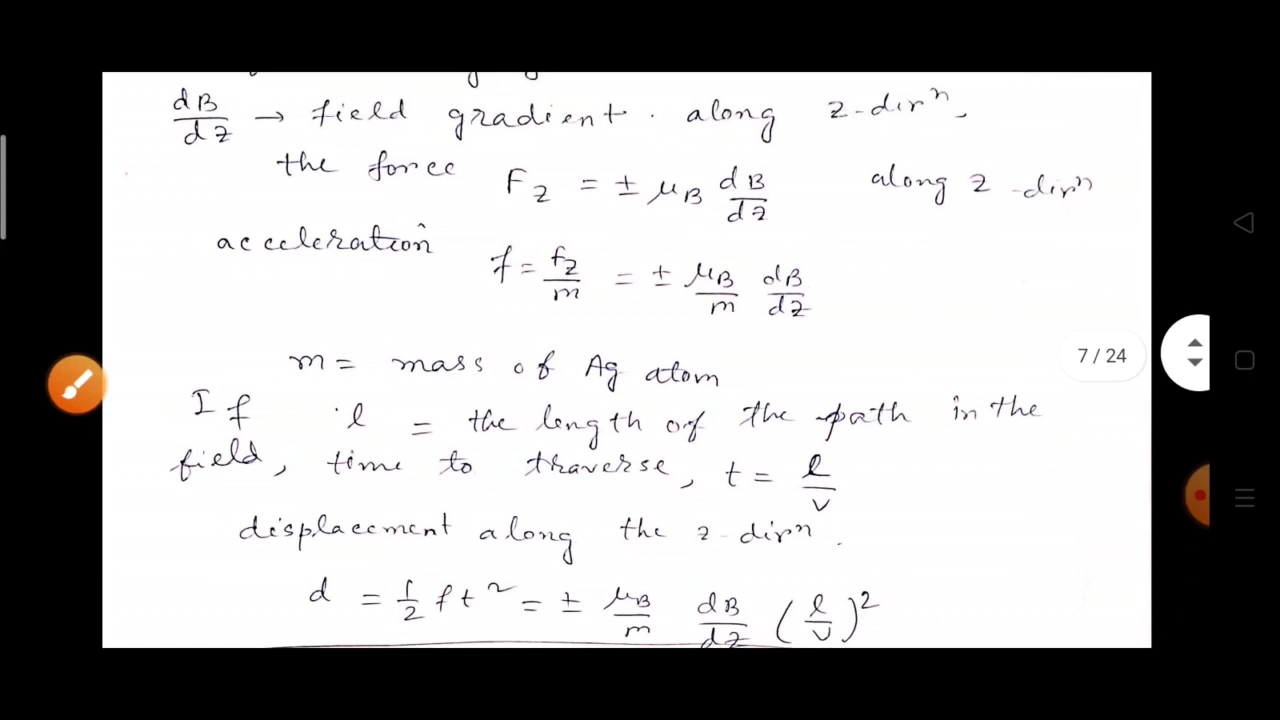 dB/dz → field gradient. along z-dirⁿ.
the force F_z = ± μ_B dB/dz along z-dirⁿ
acceleration f = f_z/m = ± μ_B/m dB/dz
m = mass of Ag atom
7 / 24
If l = the length of the path in the
field, time to traverse, t = l/v
displacement along the z-dirⁿ.
d = 1/2 f t² = ± μ_B/m dB/dz (l/v)²